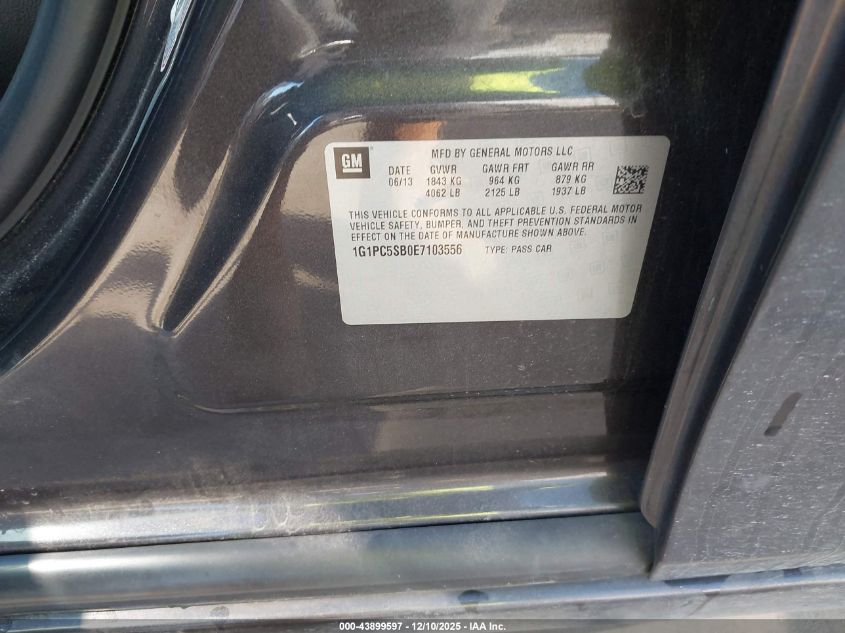 GM
MFD BY GENERAL MOTORS LLC
DATE GVWR GAWR FRT GAWR RR
06/13 1843 KG 964 KG 879 KG
4062 LB 2125 LB 1937 LB
THIS VEHICLE CONFORMS TO ALL APPLICABLE U.S. FEDERAL MOTOR
VEHICLE SAFETY, BUMPER, AND THEFT PREVENTION STANDARDS IN
EFFECT ON THE DATE OF MANUFACTURE SHOWN ABOVE.
1G1PC5SB0E7103556 TYPE: PASS CAR
000-43899597 - 12/10/2025 - IAA Inc.